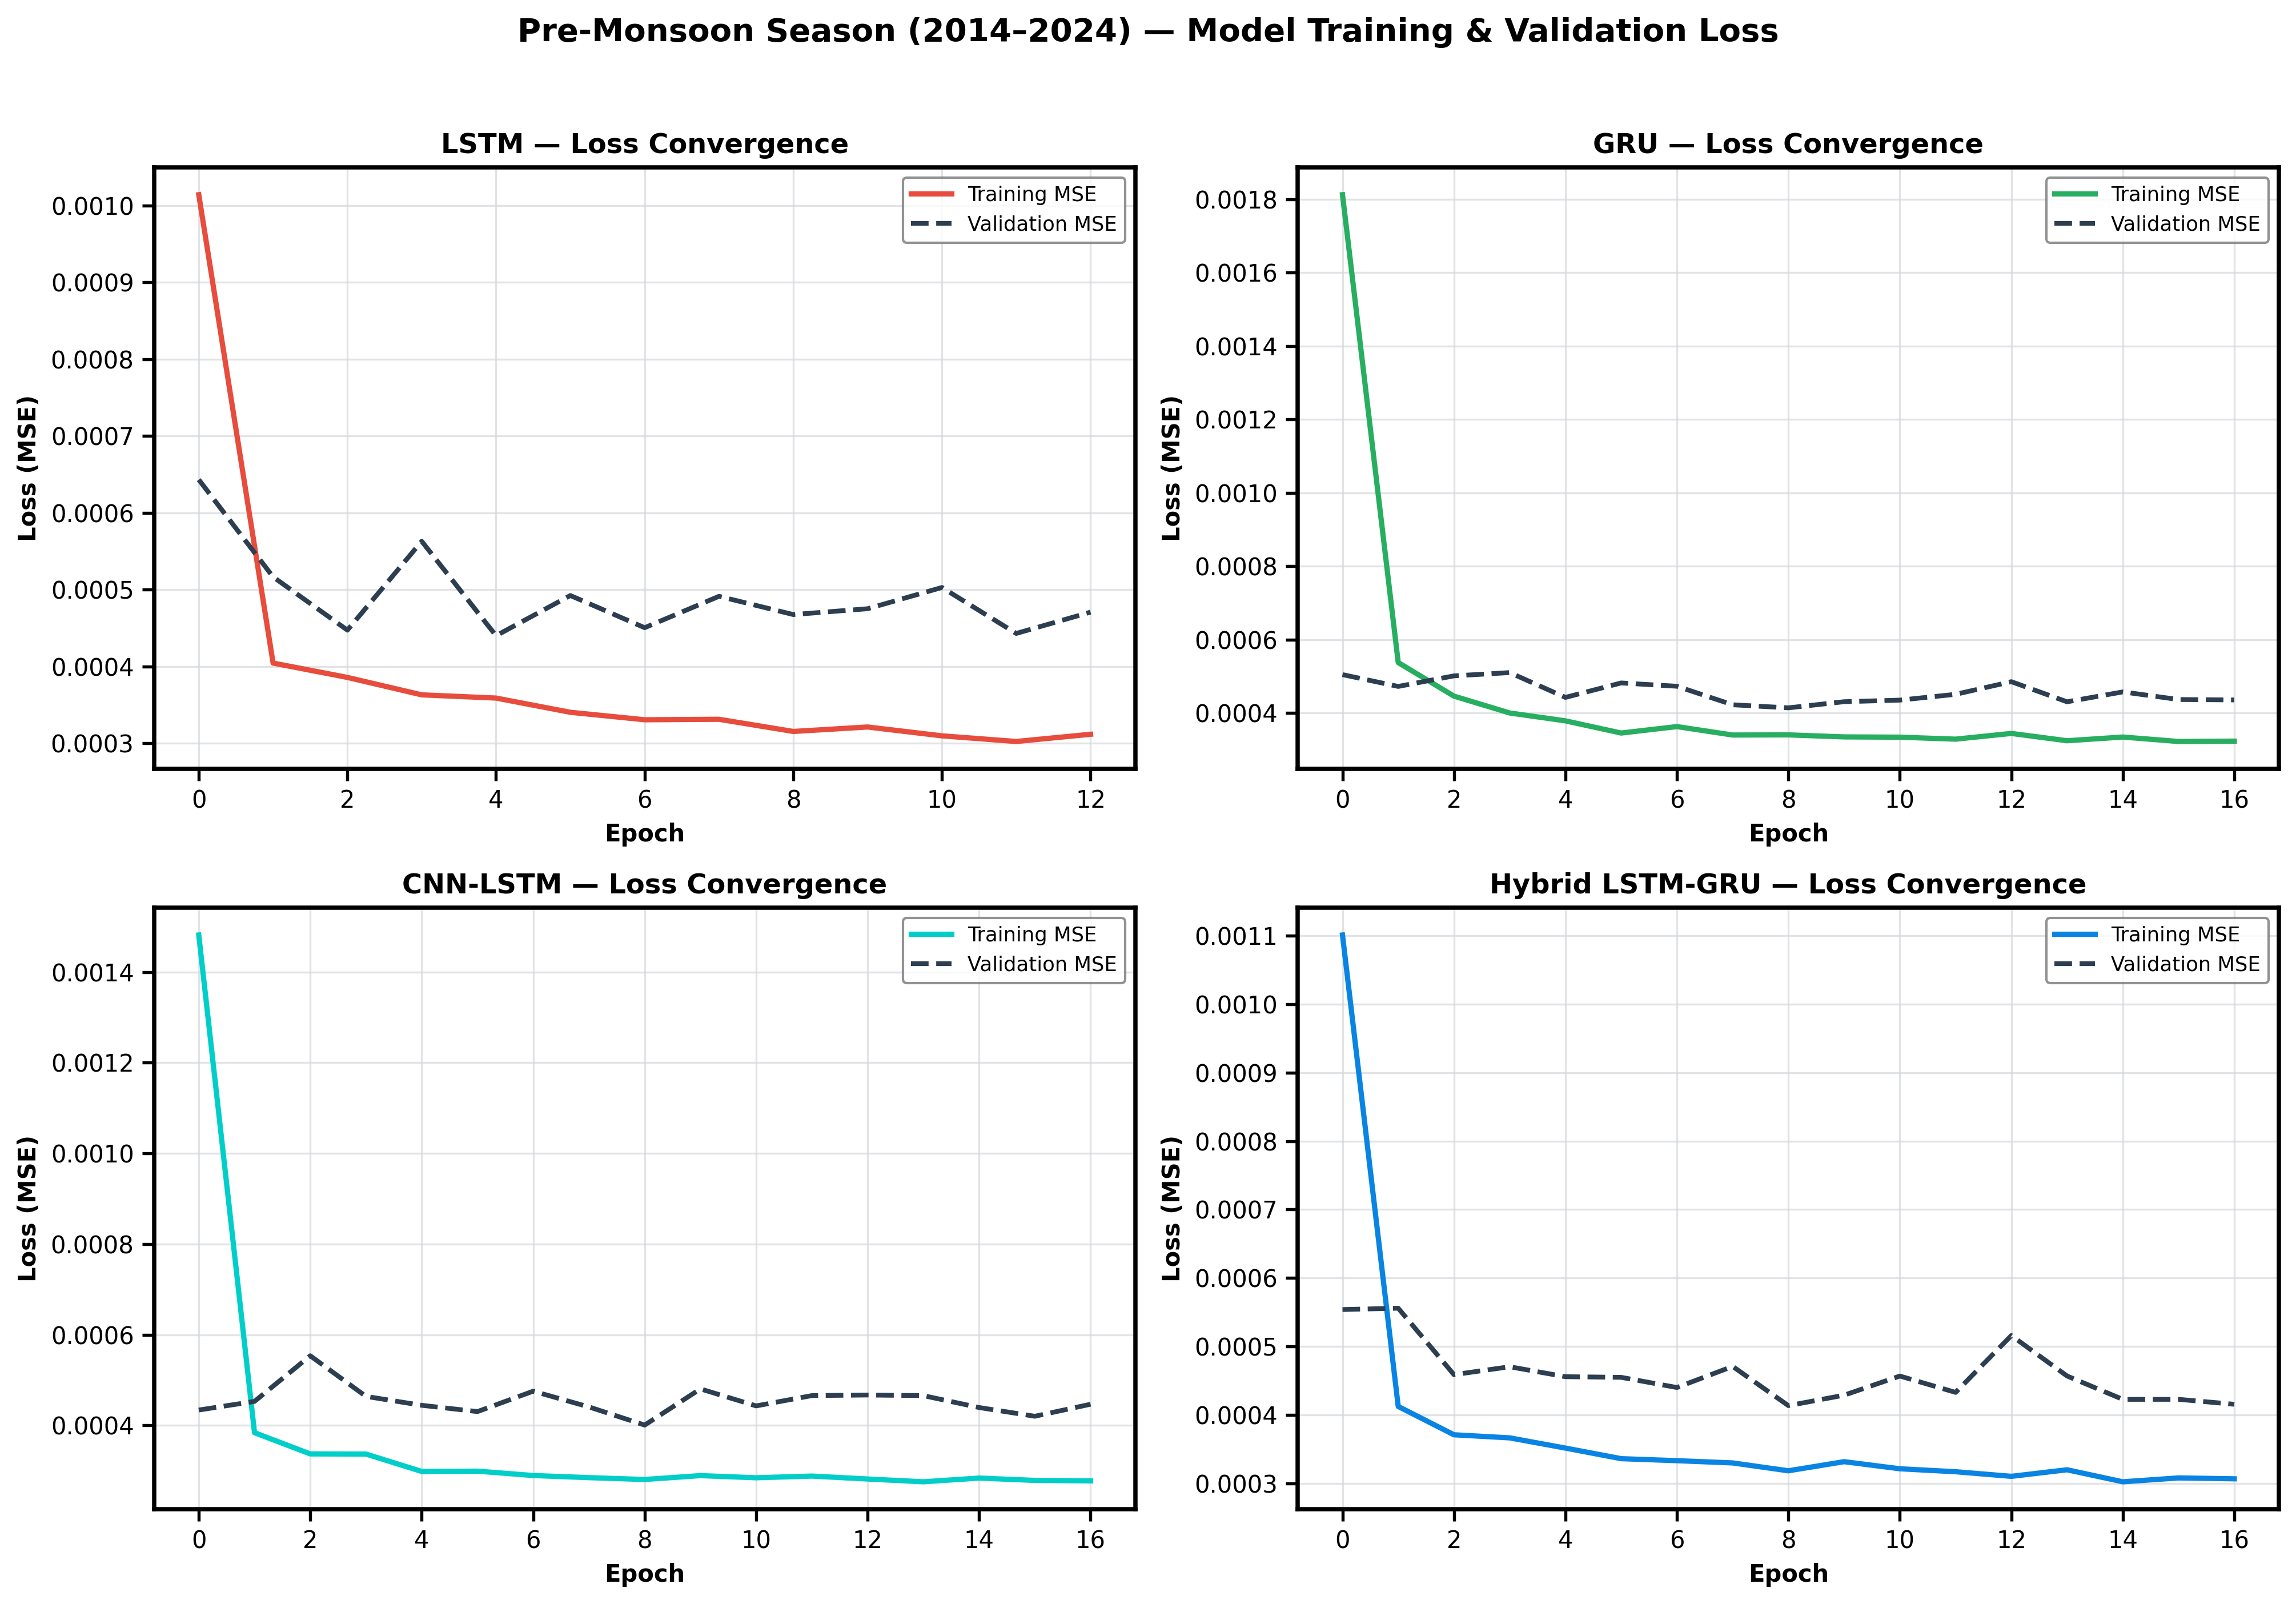 Pre-Monsoon Season (2014–2024) — Model Training & Validation Loss
LSTM — Loss Convergence
Loss (MSE)
0.0010
0.0009
0.0008
0.0007
0.0006
0.0005
0.0004
0.0003
Training MSE
Validation MSE
0 2 4 6 8 10 12
Epoch
GRU — Loss Convergence
Loss (MSE)
0.0018
0.0016
0.0014
0.0012
0.0010
0.0008
0.0006
0.0004
Training MSE
Validation MSE
0 2 4 6 8 10 12 14 16
Epoch
CNN-LSTM — Loss Convergence
Loss (MSE)
0.0014
0.0012
0.0010
0.0008
0.0006
0.0004
Training MSE
Validation MSE
0 2 4 6 8 10 12 14 16
Epoch
Hybrid LSTM-GRU — Loss Convergence
Loss (MSE)
0.0011
0.0010
0.0009
0.0008
0.0007
0.0006
0.0005
0.0004
0.0003
Training MSE
Validation MSE
0 2 4 6 8 10 12 14 16
Epoch